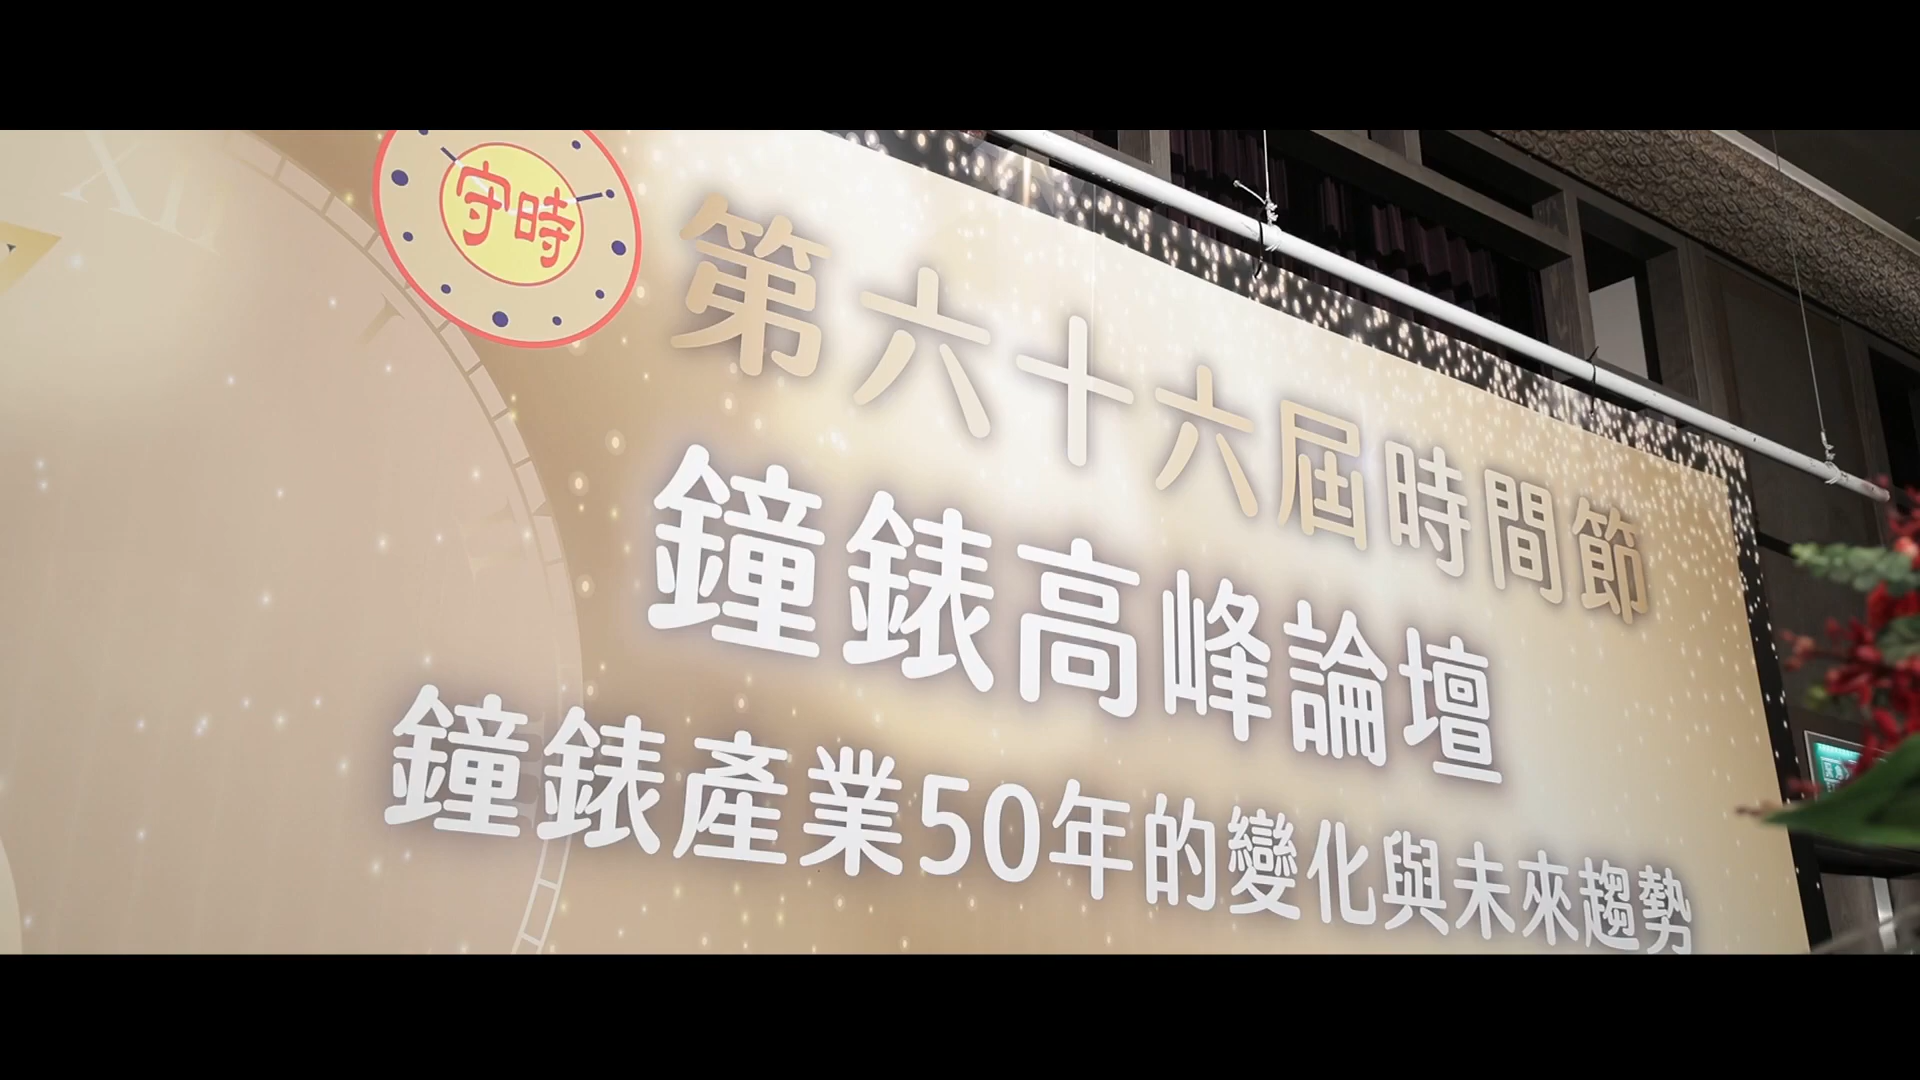 守時
第六十六屆時間節
鐘錶高峰論壇
鐘錶產業50年的變化與未來趨勢